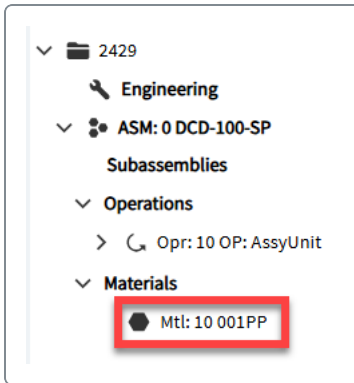 2429
Engineering
ASM: 0 DCD-100-SP
Subassemblies
Operations
Opr: 10 OP: AssyUnit
Materials
Mtl: 10 001PP